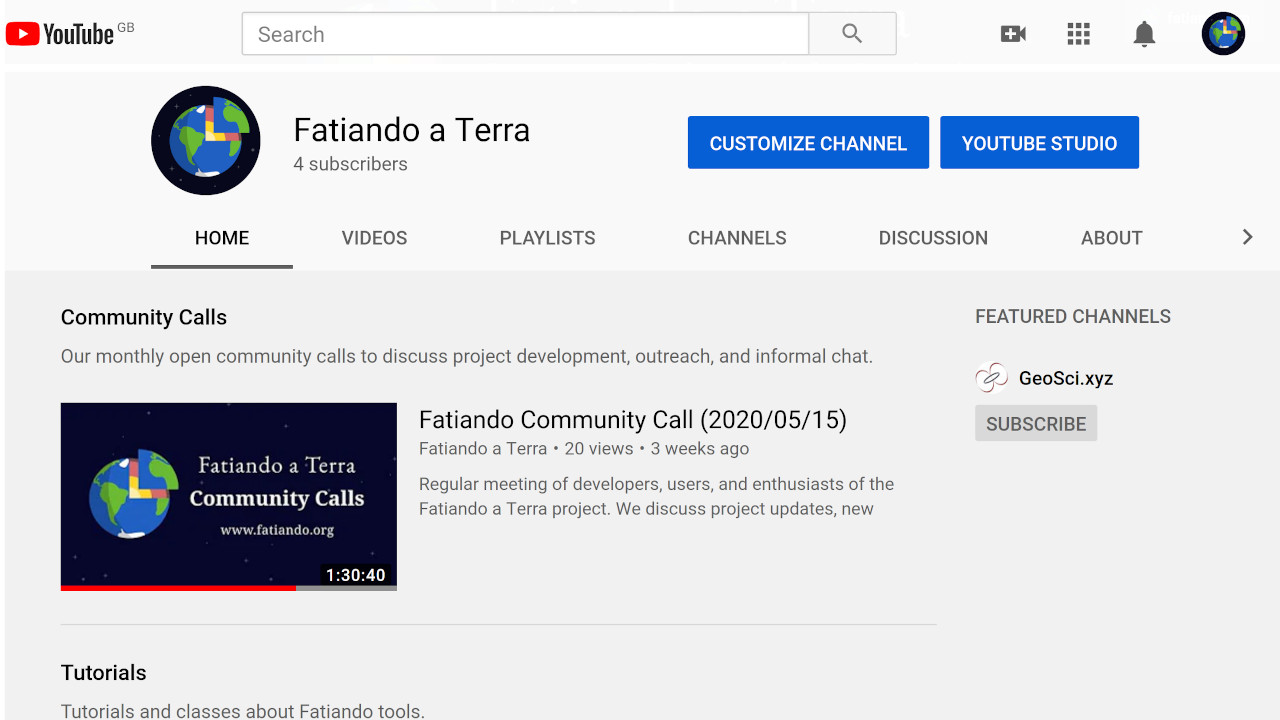 YouTube GB
Search
Fatiando a Terra
4 subscribers
CUSTOMIZE CHANNEL
YOUTUBE STUDIO
HOME VIDEOS PLAYLISTS CHANNELS DISCUSSION ABOUT
Community Calls
Our monthly open community calls to discuss project development, outreach, and informal chat.
Fatiando a Terra
Community Calls
www.fatiando.org
1:30:40
Fatiando Community Call (2020/05/15)
Fatiando a Terra • 20 views • 3 weeks ago
Regular meeting of developers, users, and enthusiasts of the
Fatiando a Terra project. We discuss project updates, new
FEATURED CHANNELS
GeoSci.xyz
SUBSCRIBE
Tutorials
Tutorials and classes about Fatiando tools.